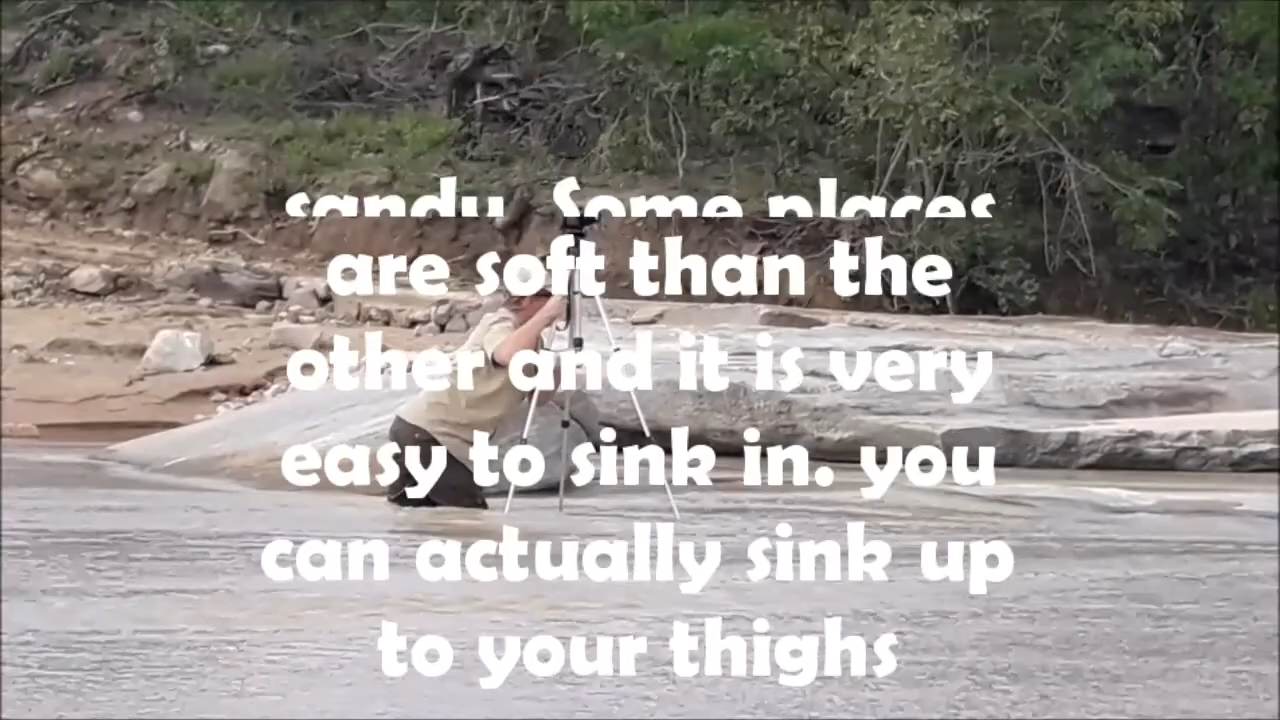 sandy. Some places
are soft than the
other and it is very
easy to sink in. you
can actually sink up
to your thighs